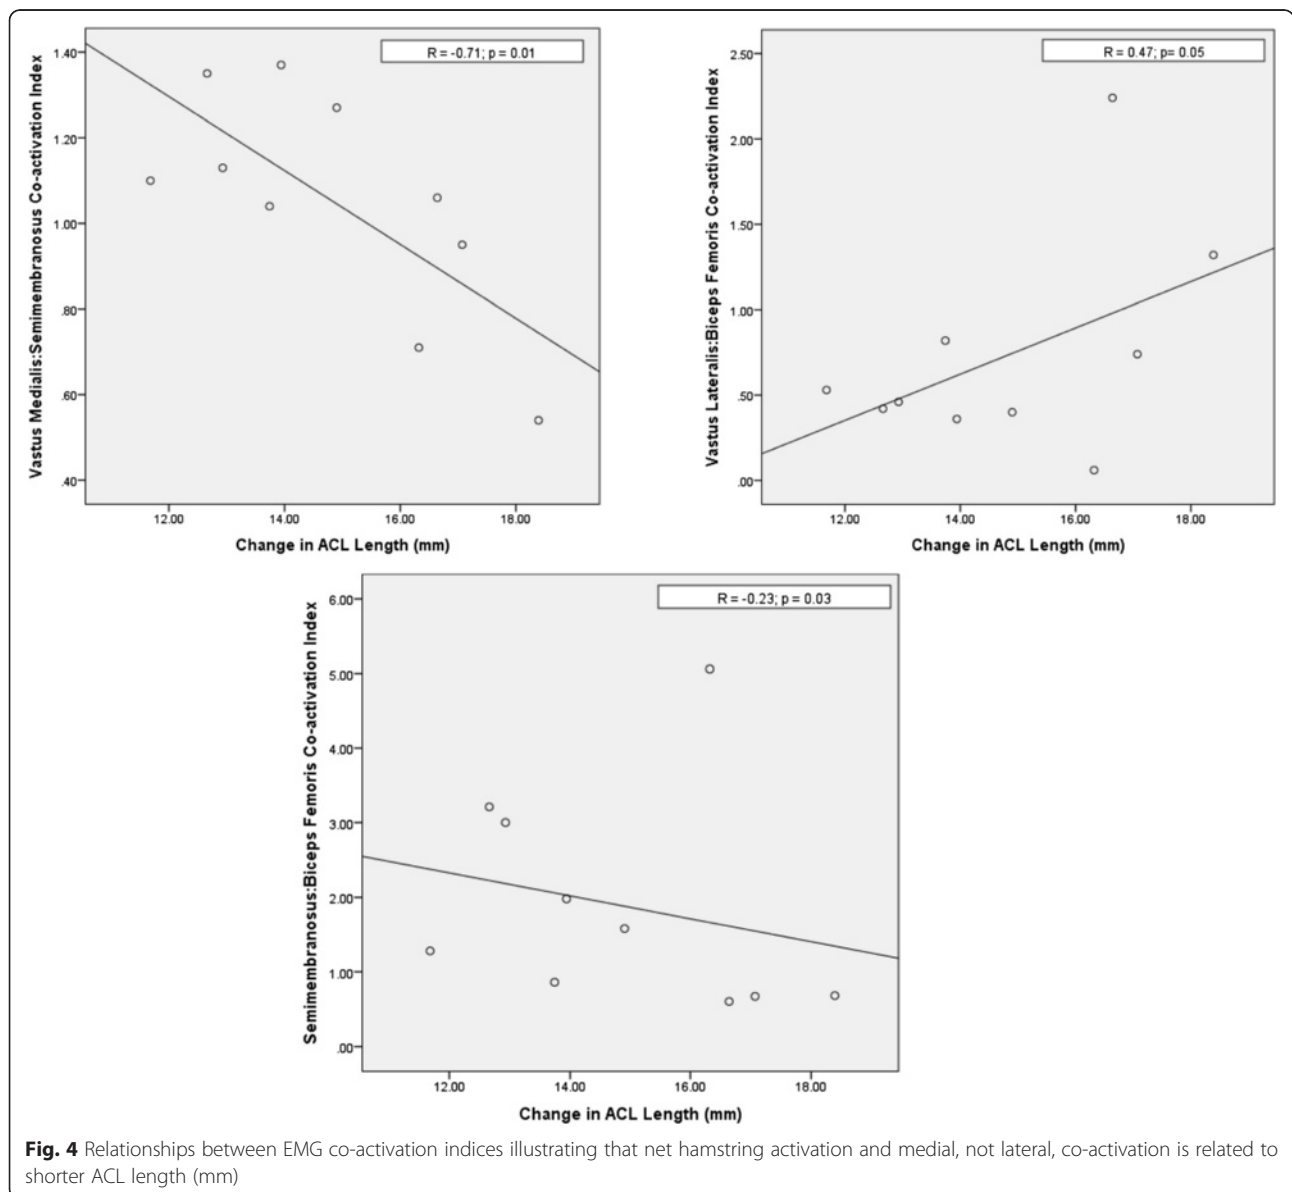 R = -0.71; p = 0.01
Vastus Medialis:Semimembranosus Co-activation Index
1.40
1.20
1.00
.80
.60
.40
12.00 14.00 16.00 18.00
Change in ACL Length (mm)
R = 0.47; p= 0.05
Vastus Lateralis:Biceps Femoris Co-activation Index
2.50
2.00
1.50
1.00
.50
.00
12.00 14.00 16.00 18.00
Change in ACL Length (mm)
R = -0.23; p = 0.03
Semimembranosus:Biceps Femoris Co-activation Index
6.00
5.00
4.00
3.00
2.00
1.00
.00
12.00 14.00 16.00 18.00
Change in ACL Length (mm)
Fig. 4 Relationships between EMG co-activation indices illustrating that net hamstring activation and medial, not lateral, co-activation is related to
shorter ACL length (mm)